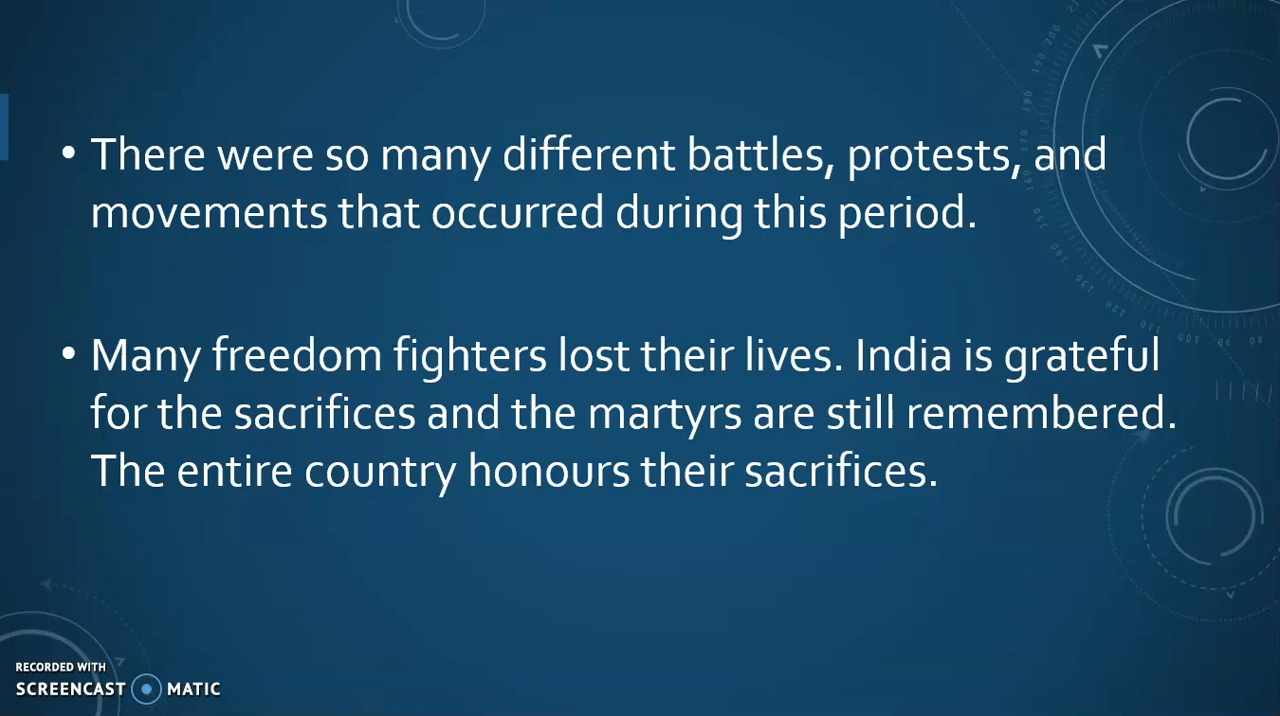 • There were so many different battles, protests, and
movements that occurred during this period.
• Many freedom fighters lost their lives. India is grateful
for the sacrifices and the martyrs are still remembered.
The entire country honours their sacrifices.
RECORDED WITH
SCREENCAST MATIC